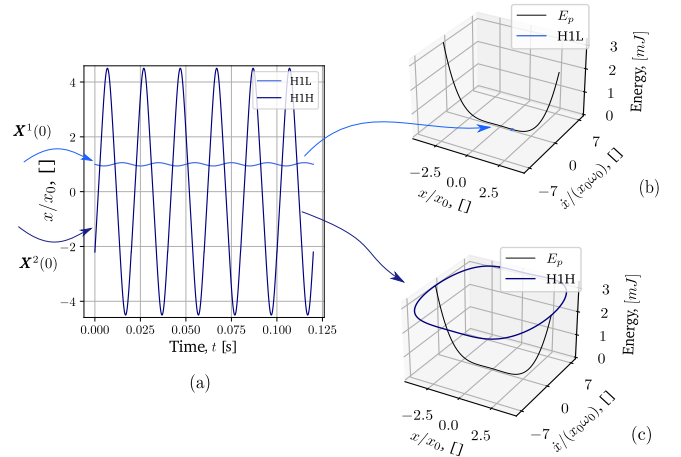 H1L
H1H
X¹(0)
X²(0)
4
2
0
−2
−4
x/x₀, []
0.000
0.025
0.050
0.075
0.100
0.125
Time, t [s]
(a)
E_p
H1L
3
2
1
0
Energy, [mJ]
7
0
−7
ẋ/(x₀ω₀), []
−2.5
0.0
2.5
x/x₀, []
(b)
E_p
H1H
3
2
1
0
Energy, [mJ]
7
0
−7
ẋ/(x₀ω₀), []
−2.5
0.0
2.5
x/x₀, []
(c)